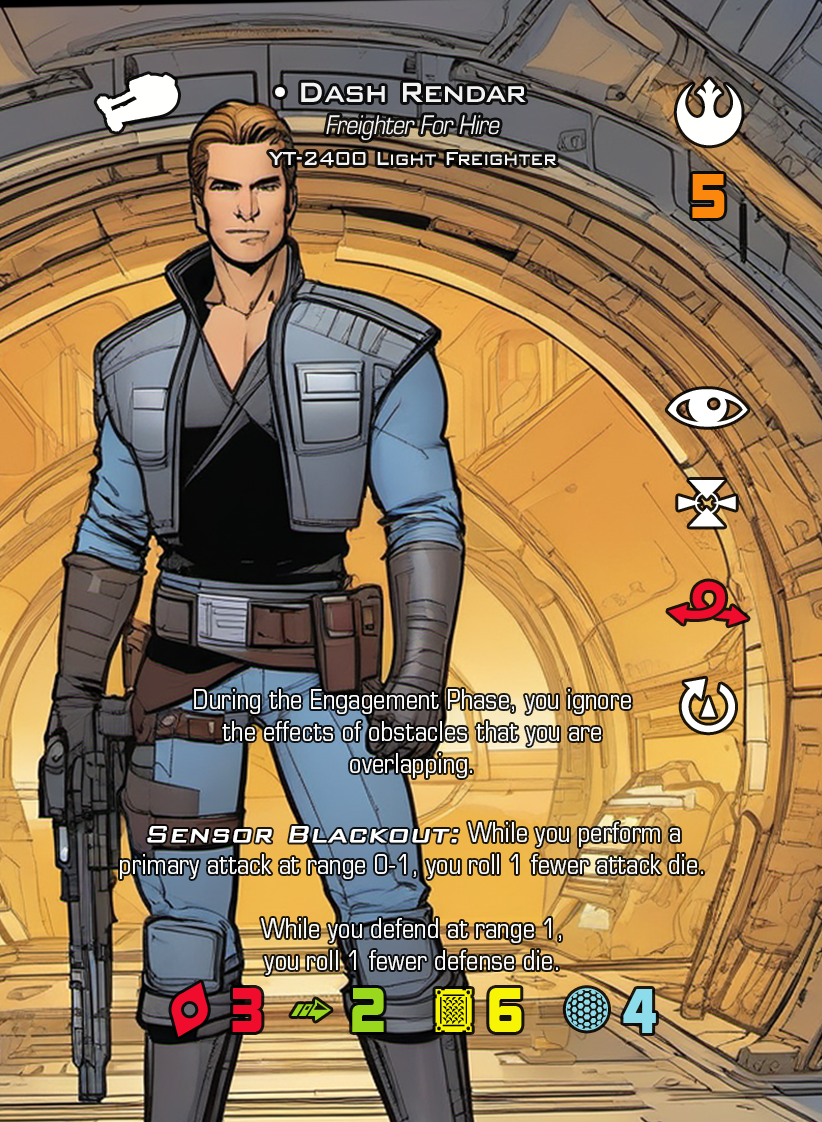 • Dash Rendar
Freighter For Hire
YT-2400 Light Freighter
5
During the Engagement Phase, you ignore
the effects of obstacles that you are
overlapping.
Sensor Blackout: While you perform a
primary attack at range 0-1, you roll 1 fewer attack die.
While you defend at range 1,
you roll 1 fewer defense die.
3 2 6 4